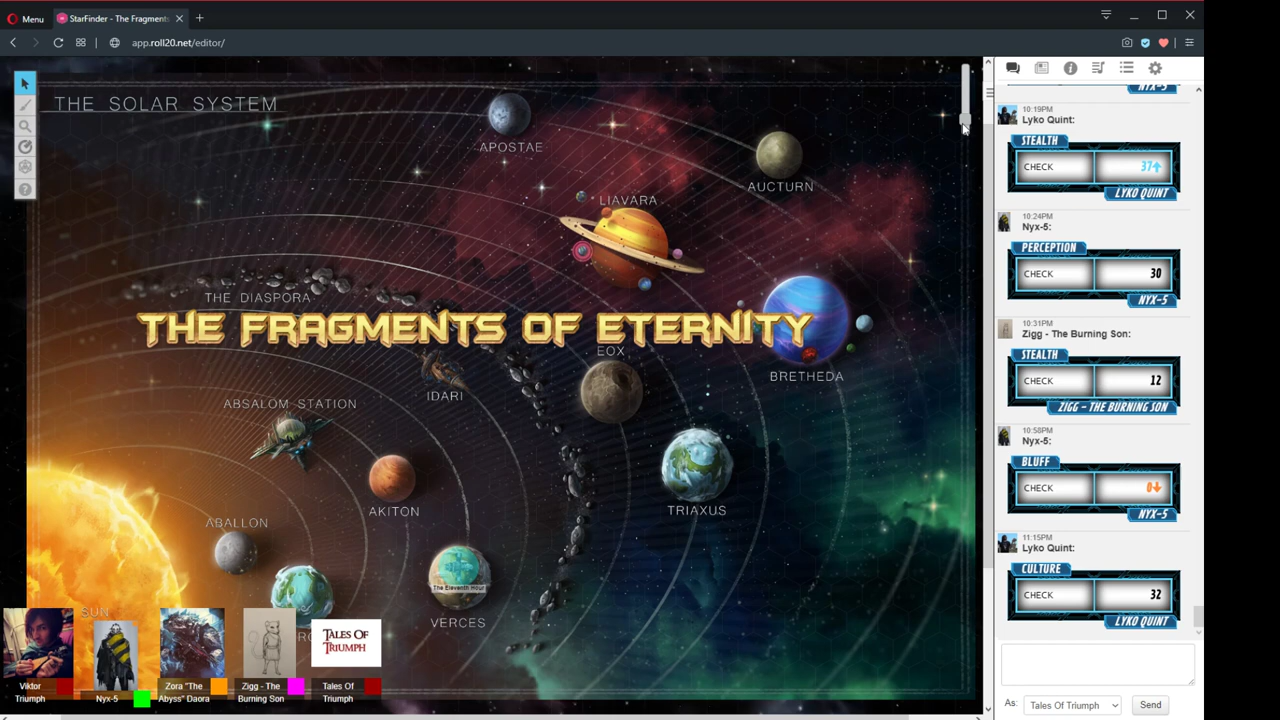 Menu
StarFinder - The Fragments
app.roll20.net/editor/
THE SOLAR SYSTEM
APOSTAE
AUCTURN
LIAVARA
THE DIASPORA
THE FRAGMENTS OF ETERNITY
EOX
BRETHEDA
IDARI
ABSALOM STATION
AKITON
TRIAXUS
ABALLON
The Eleventh Hour
VERCES
SUN
TALES OF
TRIUMPH
Viktor
Triumph
Nyx-5
Zora "The
Abyss" Daora
Zigg - The
Burning Son
Tales Of
Triumph
NYX-5
10:19PM
Lyko Quint:
STEALTH
CHECK 37
LYKO QUINT
10:24PM
Nyx-5:
PERCEPTION
CHECK 30
NYX-5
10:31PM
Zigg - The Burning Son:
STEALTH
CHECK 12
ZIGG - THE BURNING SON
10:58PM
Nyx-5:
BLUFF
CHECK 0
NYX-5
11:15PM
Lyko Quint:
CULTURE
CHECK 32
LYKO QUINT
As: Tales Of Triumph Send